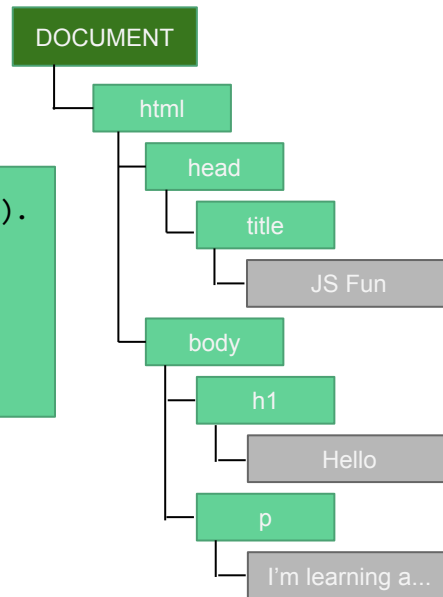 DOCUMENT
html
head
).
title
JS Fun
body
h1
Hello
p
I'm learning a...